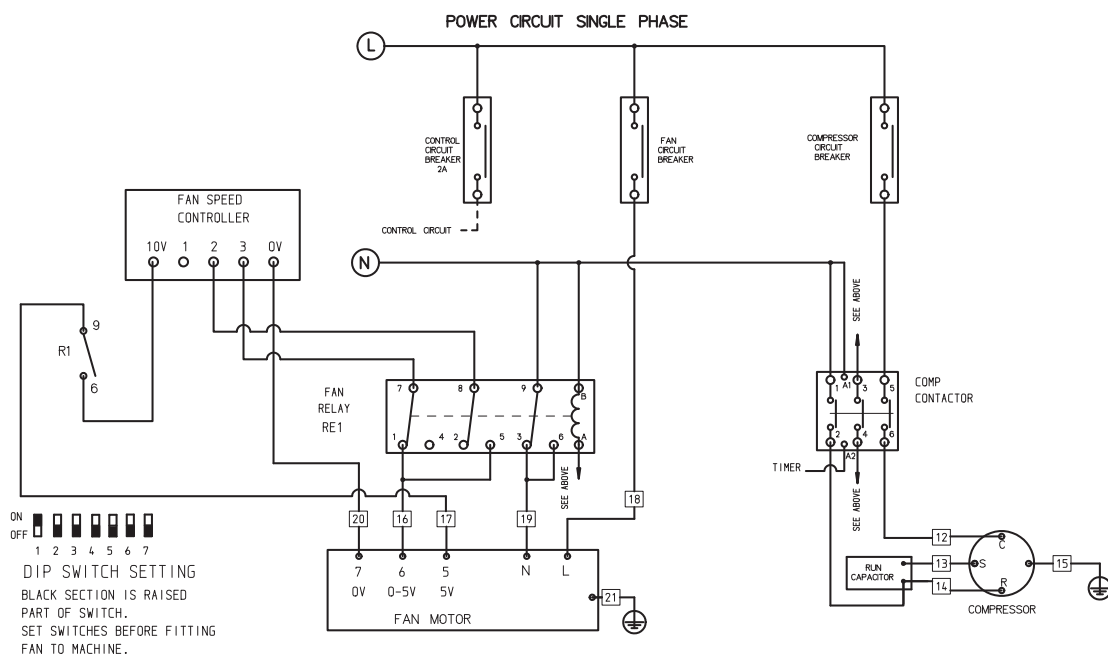 POWER CIRCUIT SINGLE PHASE
L
CONTROL
CIRCUIT
BREAKER
2A
FAN
CIRCUIT
BREAKER
COMPRESSOR
CIRCUIT
BREAKER
FAN SPEED
CONTROLLER
10V 1 2 3 0V
CONTROL CIRCUIT
N
SEE ABOVE
9
R1
6
FAN
RELAY
RE1
7 8 9 B
1 4 2 5 3 6 A
SEE ABOVE
A1
1 3 5
COMP
CONTACTOR
2 4 6
A2
TIMER
SEE ABOVE
18
20 16 17 19
ON
OFF
1 2 3 4 5 6 7
DIP SWITCH SETTING
BLACK SECTION IS RAISED
PART OF SWITCH.
SET SWITCHES BEFORE FITTING
FAN TO MACHINE.
7 6 5 N L
0V 0-5V 5V
21
FAN MOTOR
12
C
RUN
CAPACITOR
13
S
15
14
R
COMPRESSOR